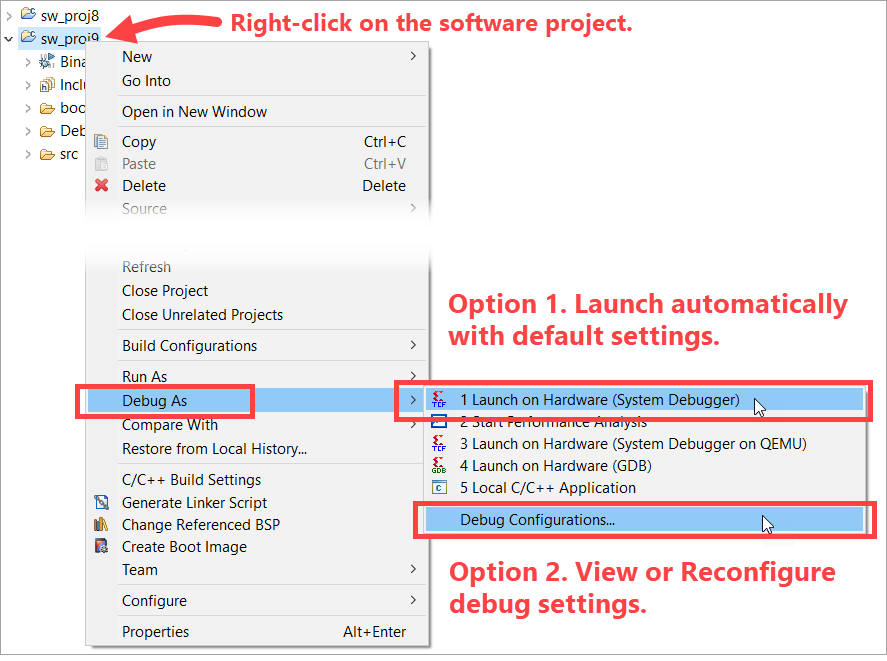 sw_proj8
Right-click on the software project.
sw_proj9
Bina
Inclu
boo
Deb
src
New
Go Into
Open in New Window
Copy Ctrl+C
Paste Ctrl+V
Delete Delete
Source
Refresh
Close Project
Close Unrelated Projects
Build Configurations
Run As
Debug As
Compare With
Restore from Local History...
C/C++ Build Settings
Generate Linker Script
Change Referenced BSP
Create Boot Image
Team
Configure
Properties Alt+Enter
Option 1. Launch automatically
with default settings.
TCF 1 Launch on Hardware (System Debugger)
2 Start Performance Analysis
TCF 3 Launch on Hardware (System Debugger on QEMU)
GDB 4 Launch on Hardware (GDB)
C 5 Local C/C++ Application
Debug Configurations...
Option 2. View or Reconfigure
debug settings.